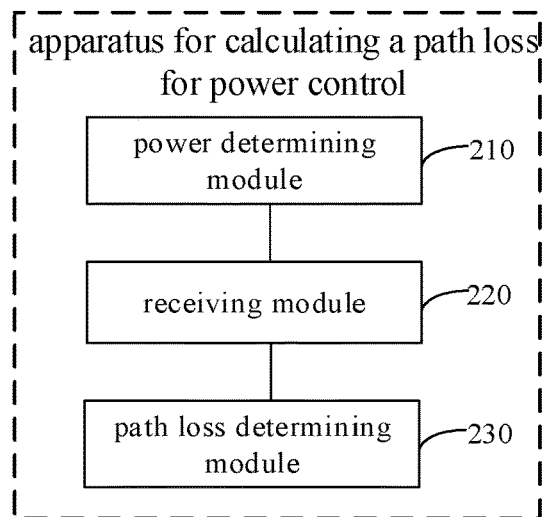 apparatus for calculating a path loss
for power control
power determining
module
210
receiving module
220
path loss determining
module
230